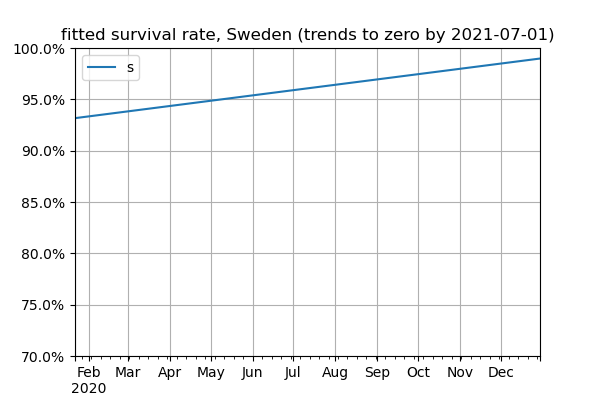 fitted survival rate, Sweden (trends to zero by 2021-07-01)
100.0%
s
95.0%
90.0%
85.0%
80.0%
75.0%
70.0%
Feb Mar Apr May Jun Jul Aug Sep Oct Nov Dec
2020